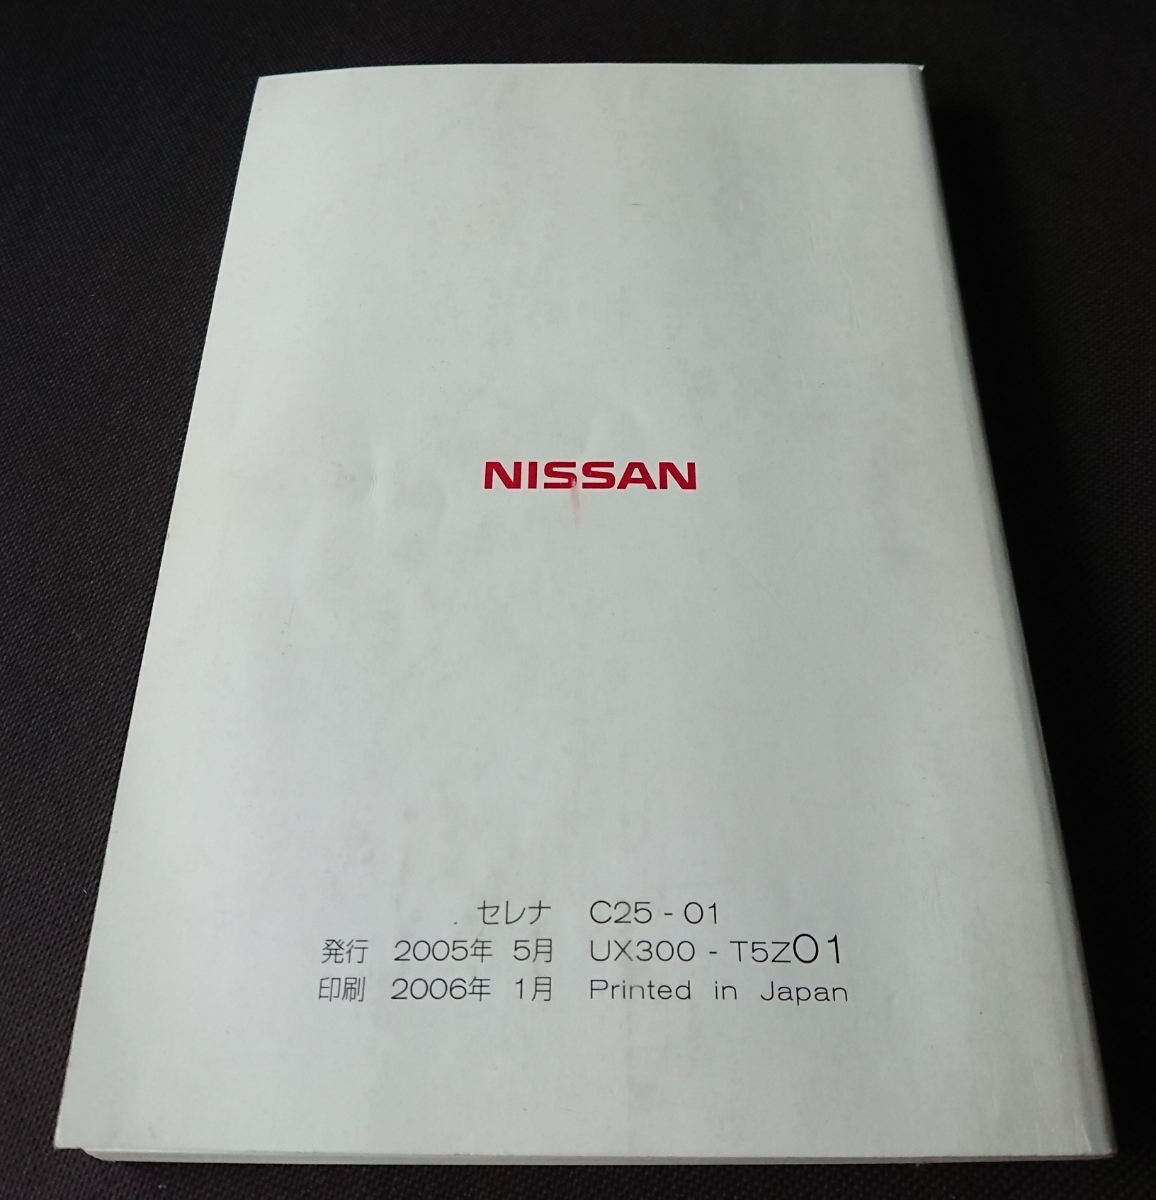 NISSAN
セレナ C25-01
発行 2005年 5月 UX300-T5Z01
印刷 2006年 1月 Printed in Japan